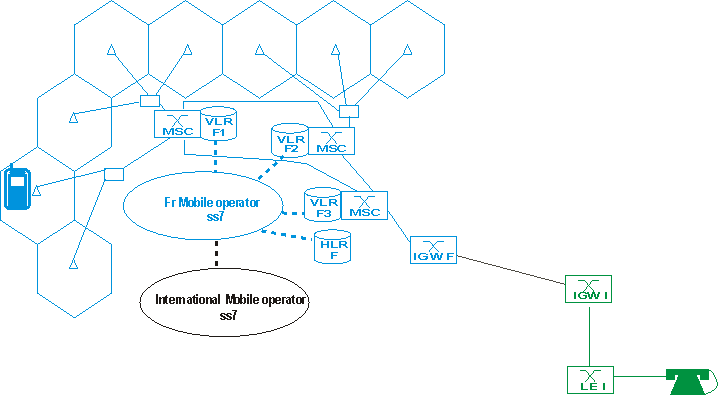 MSC
VLR
F1
VLR
F2
MSC
Fr Mobile operator
ss7
VLR
F3
MSC
HLR
F
IGW F
International Mobile operator
ss7
IGW I
LE I